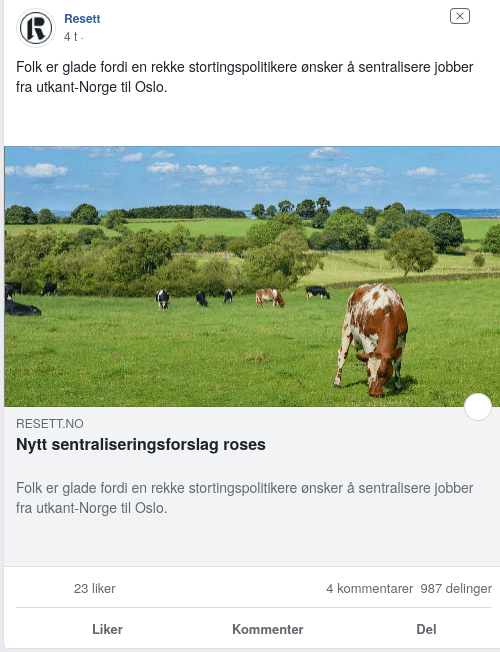 Resett
4 t ·
Folk er glade fordi en rekke stortingspolitikere ønsker å sentralisere jobber
fra utkant-Norge til Oslo.
RESETT.NO
Nytt sentraliseringsforslag roses
Folk er glade fordi en rekke stortingspolitikere ønsker å sentralisere jobber
fra utkant-Norge til Oslo.
23 liker
4 kommentarer 987 delinger
Liker Kommenter Del